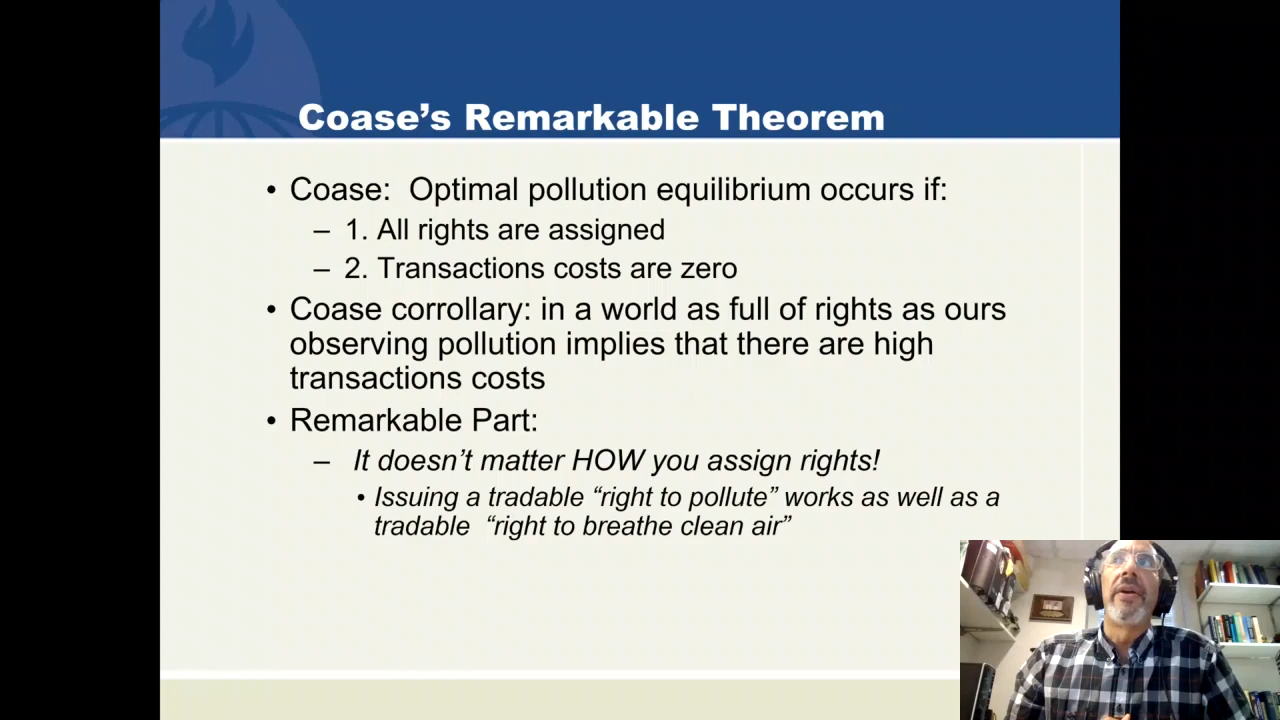 Coase's Remarkable Theorem
• Coase: Optimal pollution equilibrium occurs if:
– 1. All rights are assigned
– 2. Transactions costs are zero
• Coase corrollary: in a world as full of rights as ours
observing pollution implies that there are high
transactions costs
• Remarkable Part:
– It doesn't matter HOW you assign rights!
• Issuing a tradable “right to pollute” works as well as a
tradable “right to breathe clean air”